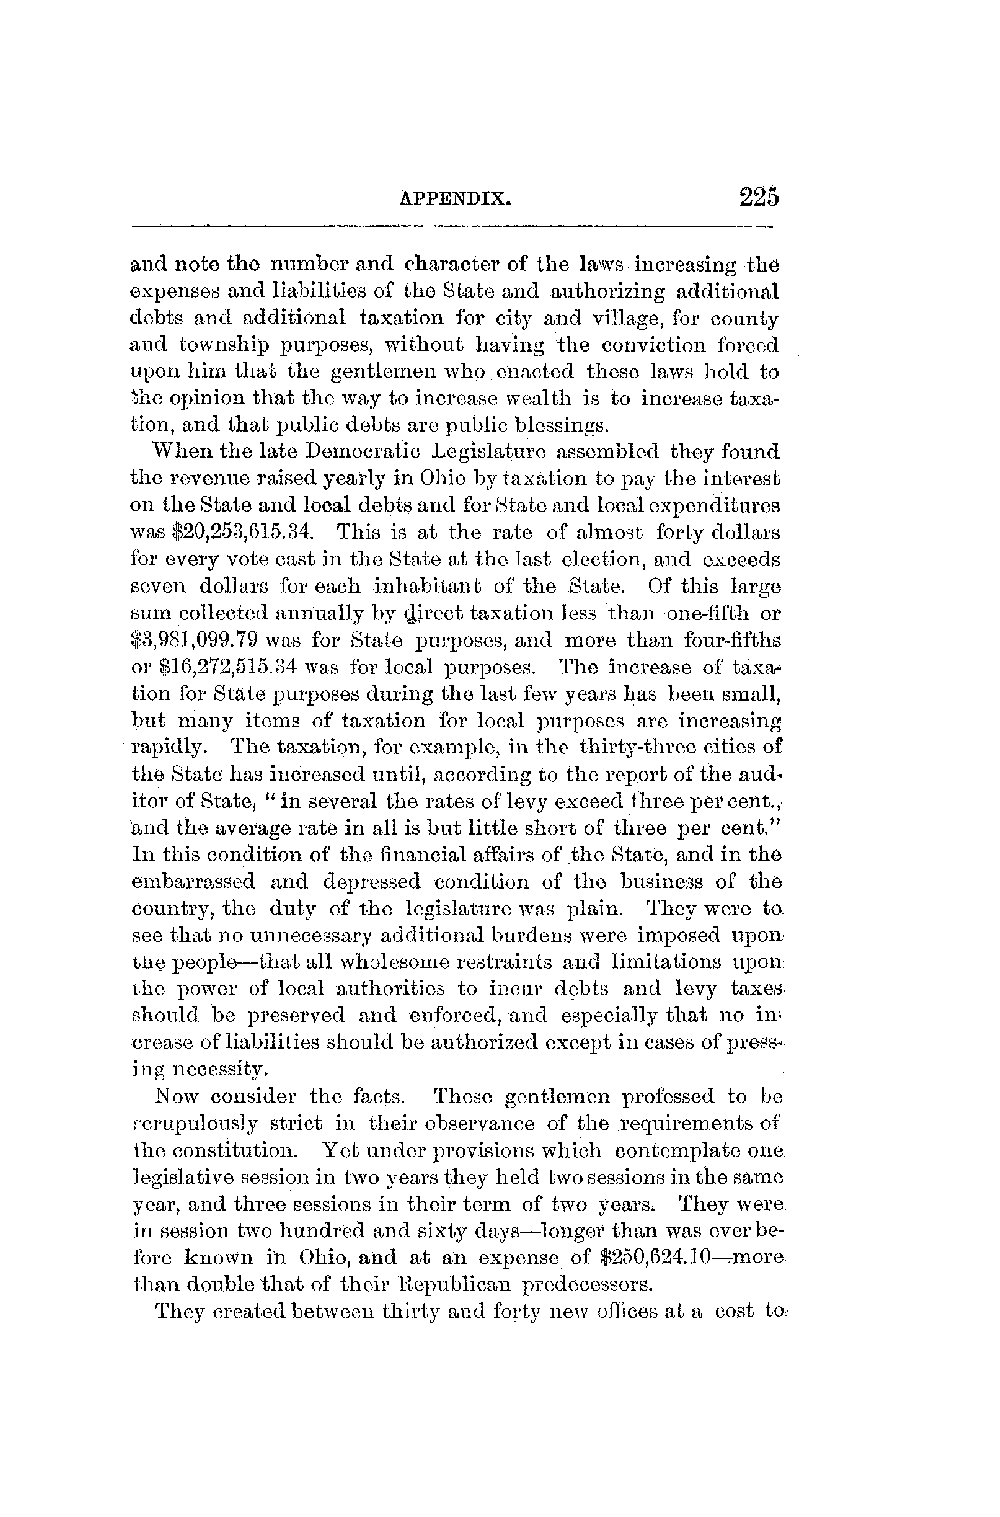 APPENDIX. 225
and note the number and character of the laws increasing the
expenses and liabilities of the State and authorizing additional
debts and additional taxation for city and village, for county
and township purposes, without having the conviction forced
upon him that the gentlemen who enacted these laws hold to
the opinion that the way to increase wealth is to increase taxa-
tion, and that public debts are public blessings.
When the late Democratic Legislature assembled they found
the revenue raised yearly in Ohio by taxation to pay the interest
on the State and local debts and for State and local expenditures
was $20,253,615.34. This is at the rate of almost forty dollars
for every vote cast in the State at the last election, and exceeds
seven dollars for each inhabitant of the State. Of this large
sum collected annually by direct taxation less than one-fifth or
$3,981,099.79 was for State purposes, and more than four-fifths
or $16,272,515.34 was for local purposes. The increase of taxa-
tion for State purposes during the last few years has been small,
but many items of taxation for local purposes are increasing
rapidly. The taxation, for example, in the thirty-three cities of
the State has increased until, according to the report of the aud-
itor of State, "in several the rates of levy exceed three per cent.,
and the average rate in all is but little short of three per cent."
In this condition of the financial affairs of the State, and in the
embarrassed and depressed condition of the business of the
country, the duty of the legislature was plain. They were to
see that no unnecessary additional burdens were imposed upon
the people—that all wholesome restraints and limitations upon
the power of local authorities to incur debts and levy taxes
should be preserved and enforced, and especially that no in-
crease of liabilities should be authorized except in cases of press-
ing necessity.
Now consider the facts. These gentlemen professed to be
scrupulously strict in their observance of the requirements of
the constitution. Yet under provisions which contemplate one
legislative session in two years they held two sessions in the same
year, and three sessions in their term of two years. They were
in session two hundred and sixty days—longer than was ever be-
fore known in Ohio, and at an expense of $250,624.10—more
than double that of their Republican predecessors.
They created between thirty and forty new offices at a cost to